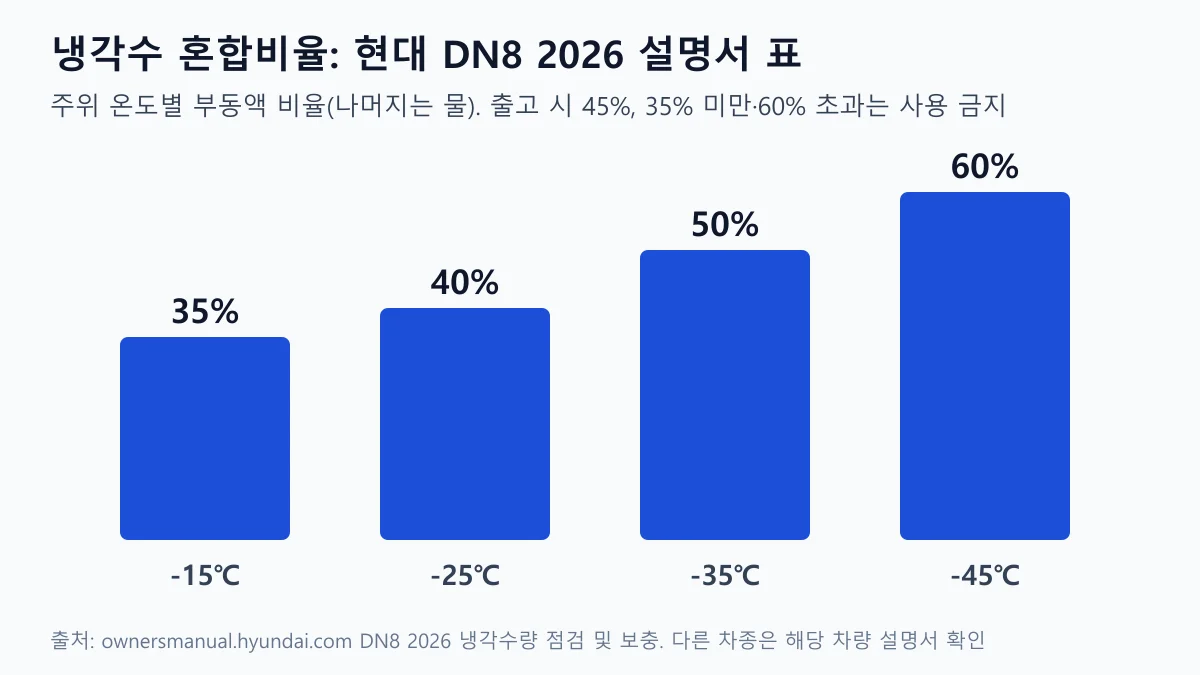 냉각수 혼합비율: 현대 DN8 2026 설명서 표
주위 온도별 부동액 비율(나머지는 물). 출고 시 45%, 35% 미만·60% 초과는 사용 금지
35%
40%
50%
60%
-15℃
-25℃
-35℃
-45℃
출처: ownersmanual.hyundai.com DN8 2026 냉각수량 점검 및 보충. 다른 차종은 해당 차량 설명서 확인